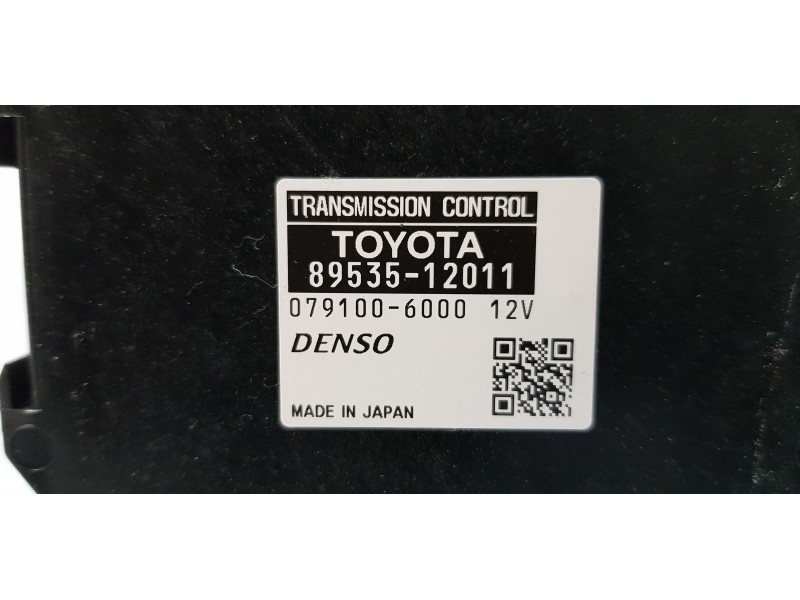 TRANSMISSION CONTROL
TOYOTA
89535-12011
079100-6000 12V
DENSO
MADE IN JAPAN